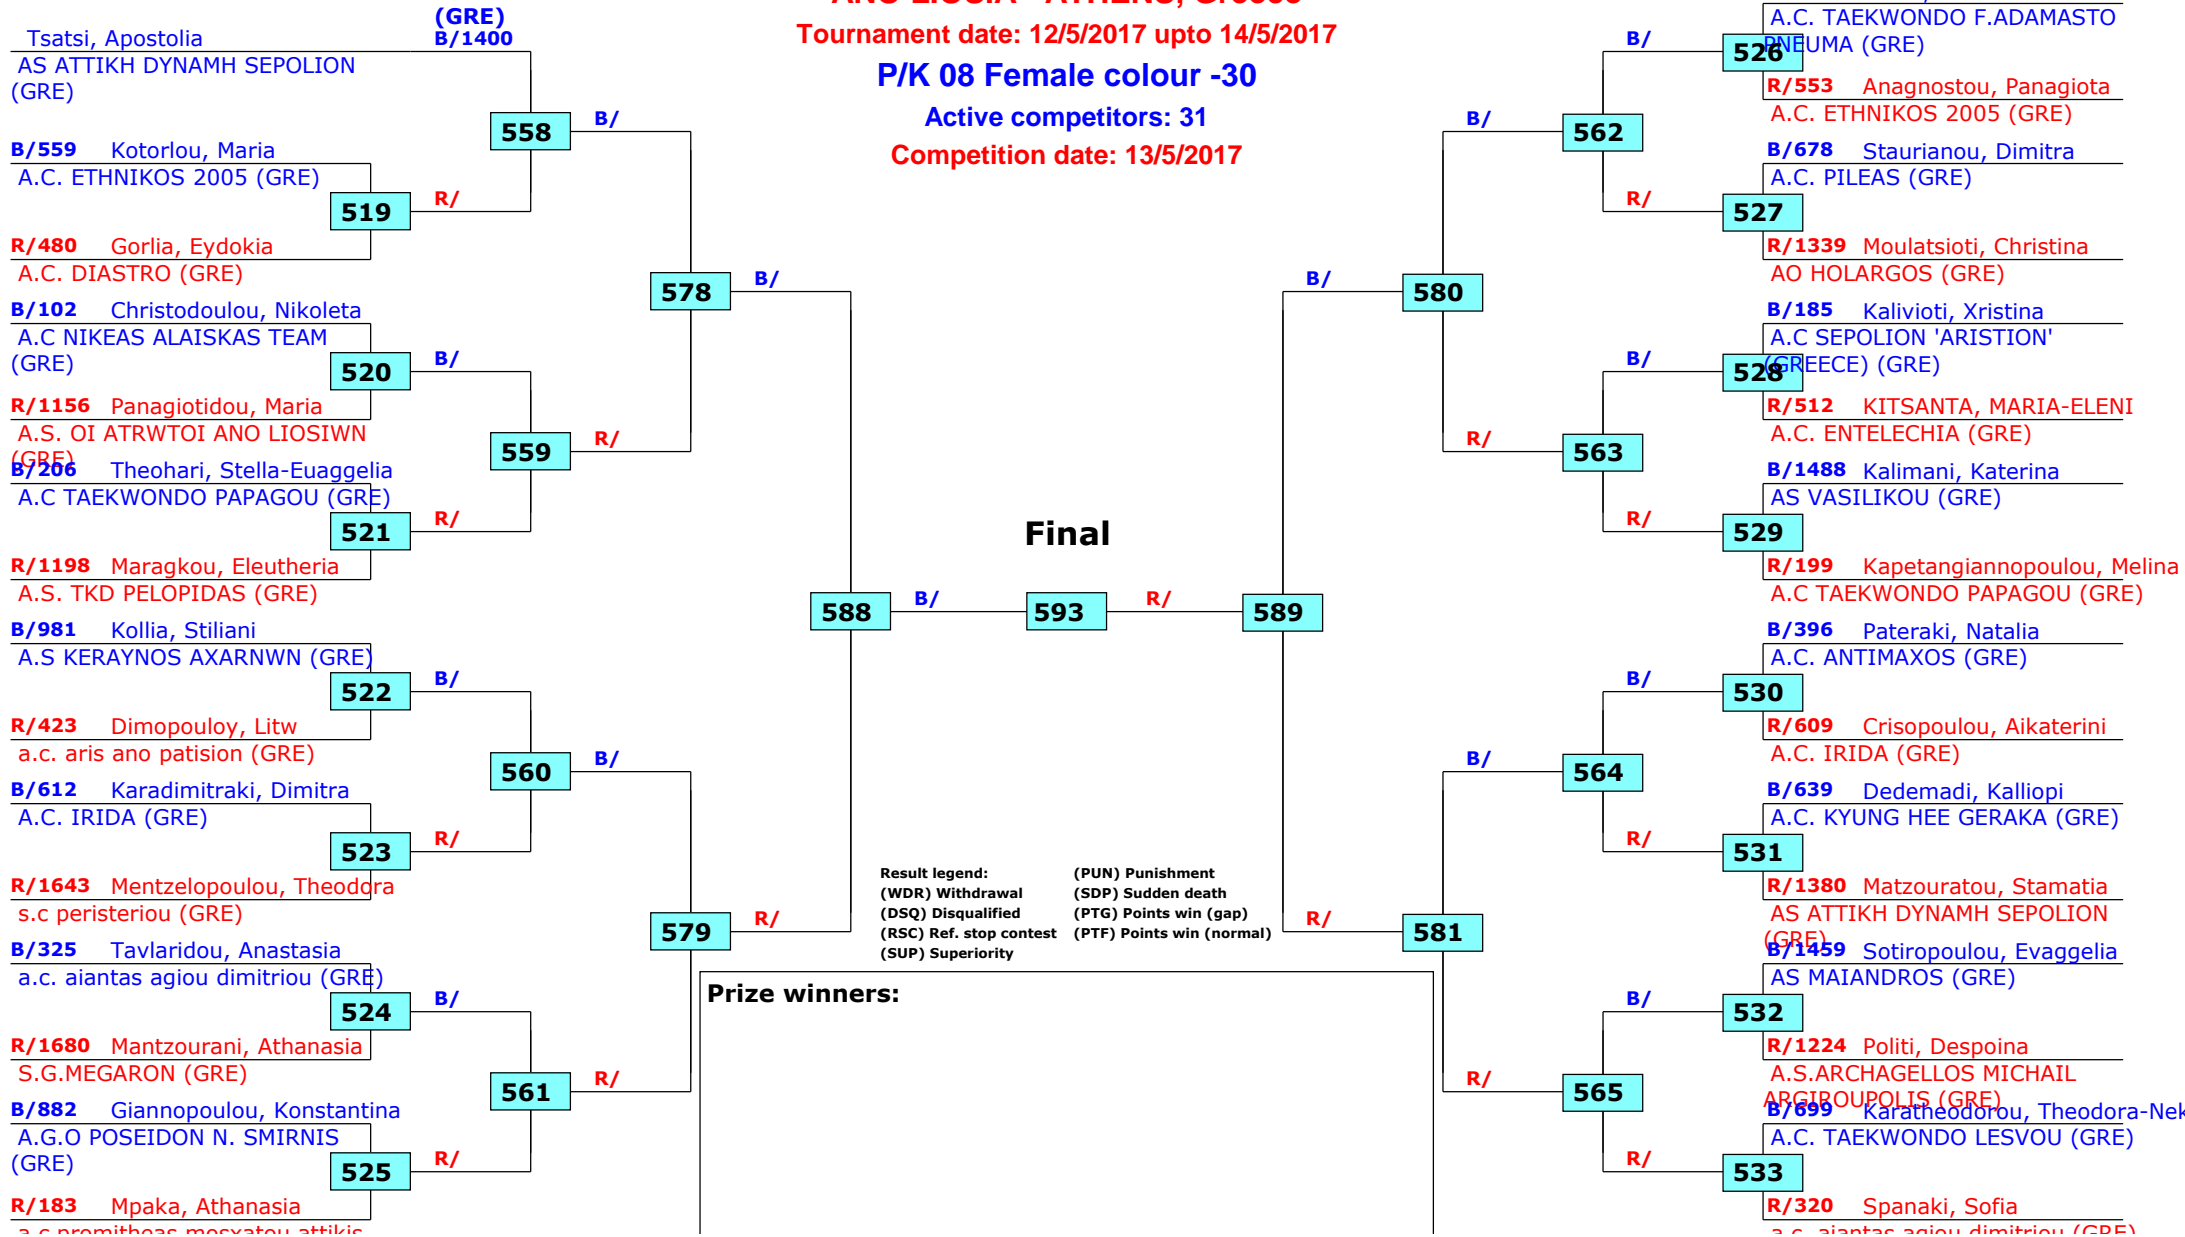 (GRE)
B/1400
Tsatsi, Apostolia
AS ATTIKH DYNAMH SEPOLION
(GRE)
558
B/
B/559 Kotorlou, Maria
A.C. ETHNIKOS 2005 (GRE)
519
R/
R/480 Gorlia, Eydokia
A.C. DIASTRO (GRE)
578
B/
B/102 Christodoulou, Nikoleta
A.C NIKEAS ALAISKAS TEAM
(GRE)
520
B/
R/1156 Panagiotidou, Maria
A.S. OI ATRWTOI ANO LIOSIWN
(GRE)
559
R/
B/206 Theohari, Stella-Euaggelia
A.C TAEKWONDO PAPAGOU (GRE)
521
R/
R/1198 Maragkou, Eleutheria
A.S. TKD PELOPIDAS (GRE)
588
B/
B/981 Kollia, Stiliani
A.S KERAYNOS AXARNWN (GRE)
522
B/
R/423 Dimopouloy, Litw
a.c. aris ano patision (GRE)
560
B/
B/612 Karadimitraki, Dimitra
A.C. IRIDA (GRE)
523
R/
R/1643 Mentzelopoulou, Theodora
s.c peristeriou (GRE)
579
R/
B/325 Tavlaridou, Anastasia
a.c. aiantas agiou dimitriou (GRE)
524
B/
R/1680 Mantzourani, Athanasia
S.G.MEGARON (GRE)
561
R/
B/882 Giannopoulou, Konstantina
A.G.O POSEIDON N. SMIRNIS
(GRE)
525
R/
R/183 Mpaka, Athanasia
a.c promitheas mosxatou attikis
ANO LIOSIA - ATHENS, Greece
Tournament date: 12/5/2017 upto 14/5/2017
P/K 08 Female colour -30
Active competitors: 31
Competition date: 13/5/2017
Final
593
R/
Result legend:
(WDR) Withdrawal
(DSQ) Disqualified
(RSC) Ref. stop contest
(SUP) Superiority
(PUN) Punishment
(SDP) Sudden death
(PTG) Points win (gap)
(PTF) Points win (normal)
Prize winners:
A.C. TAEKWONDO F.ADAMASTO
PNEUMA (GRE)
B/
526
R/553 Anagnostou, Panagiota
A.C. ETHNIKOS 2005 (GRE)
B/
562
B/678 Staurianou, Dimitra
A.C. PILEAS (GRE)
R/
527
R/1339 Moulatsioti, Christina
AO HOLARGOS (GRE)
B/
580
B/185 Kalivioti, Xristina
A.C SEPOLION 'ARISTION'
(GREECE) (GRE)
B/
528
R/512 KITSANTA, MARIA-ELENI
A.C. ENTELECHIA (GRE)
R/
563
B/1488 Kalimani, Katerina
AS VASILIKOU (GRE)
R/
529
R/199 Kapetangiannopoulou, Melina
A.C TAEKWONDO PAPAGOU (GRE)
589
B/396 Pateraki, Natalia
A.C. ANTIMAXOS (GRE)
B/
530
R/609 Crisopoulou, Aikaterini
A.C. IRIDA (GRE)
B/
564
B/639 Dedemadi, Kalliopi
A.C. KYUNG HEE GERAKA (GRE)
R/
531
R/1380 Matzouratou, Stamatia
AS ATTIKH DYNAMH SEPOLION
(GRE)
R/
581
B/1459 Sotiropoulou, Evaggelia
AS MAIANDROS (GRE)
B/
532
R/1224 Politi, Despoina
A.S.ARCHAGELLOS MICHAIL
ARGIROUPOLIS (GRE)
R/
565
B/699 Karatheodorou, Theodora-Nek
A.C. TAEKWONDO LESVOU (GRE)
R/
533
R/320 Spanaki, Sofia
a.c. aiantas agiou dimitriou (GRE)